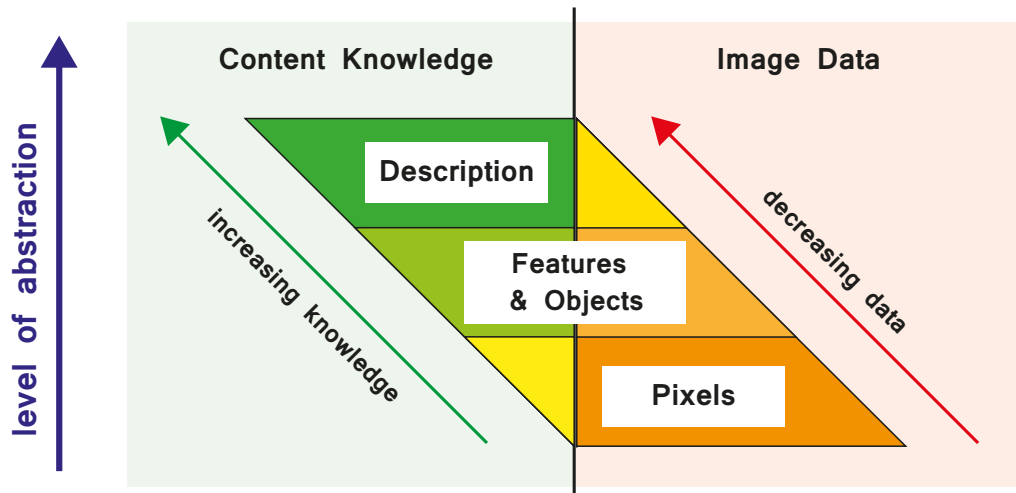 Content Knowledge
Image Data
level of abstraction
Description
increasing knowledge
decreasing data
Features
& Objects
Pixels